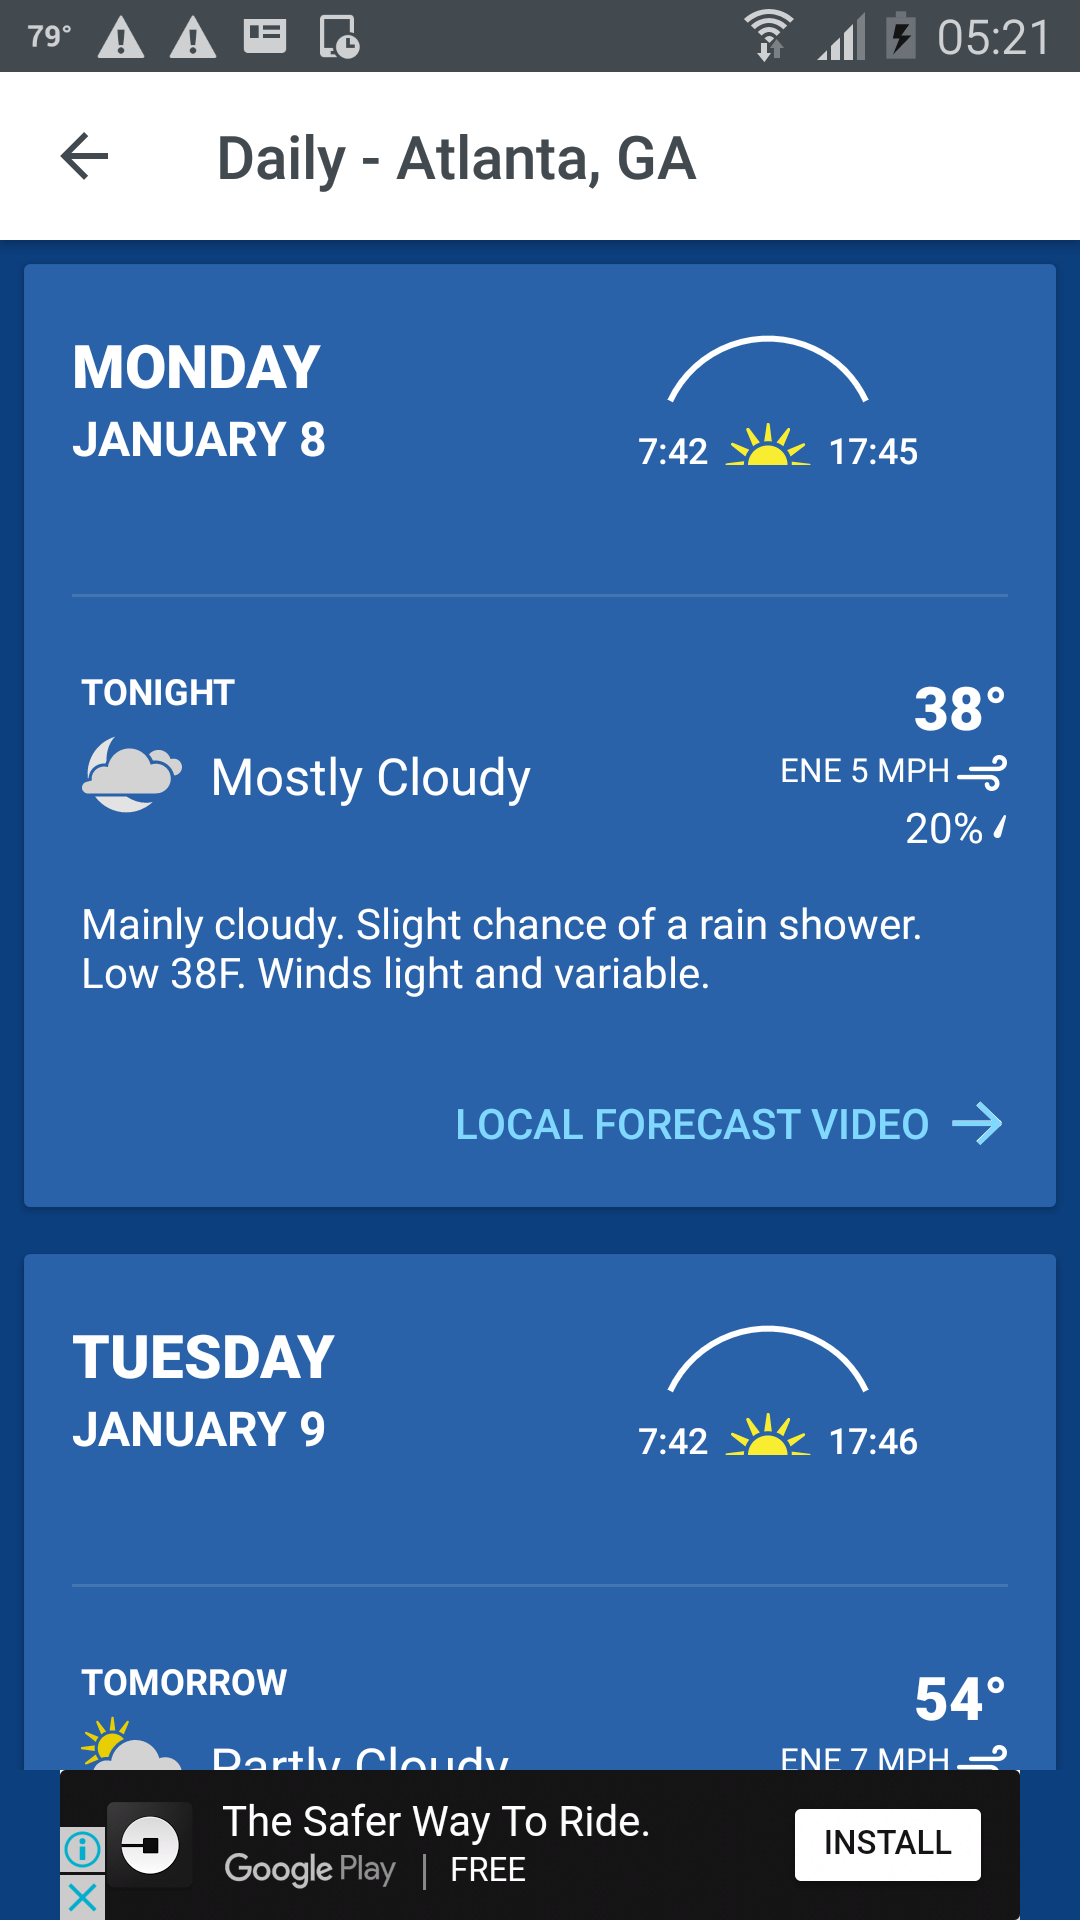 79°
05:21
Daily - Atlanta, GA
MONDAY
JANUARY 8
7:42
17:45
TONIGHT
38°
Mostly Cloudy
ENE 5 MPH
20%
Mainly cloudy. Slight chance of a rain shower.
Low 38F. Winds light and variable.
LOCAL FORECAST VIDEO
TUESDAY
JANUARY 9
7:42
17:46
TOMORROW
54°
Partly Cloudy
ENE 7 MPH
The Safer Way To Ride.
Google Play | FREE
INSTALL